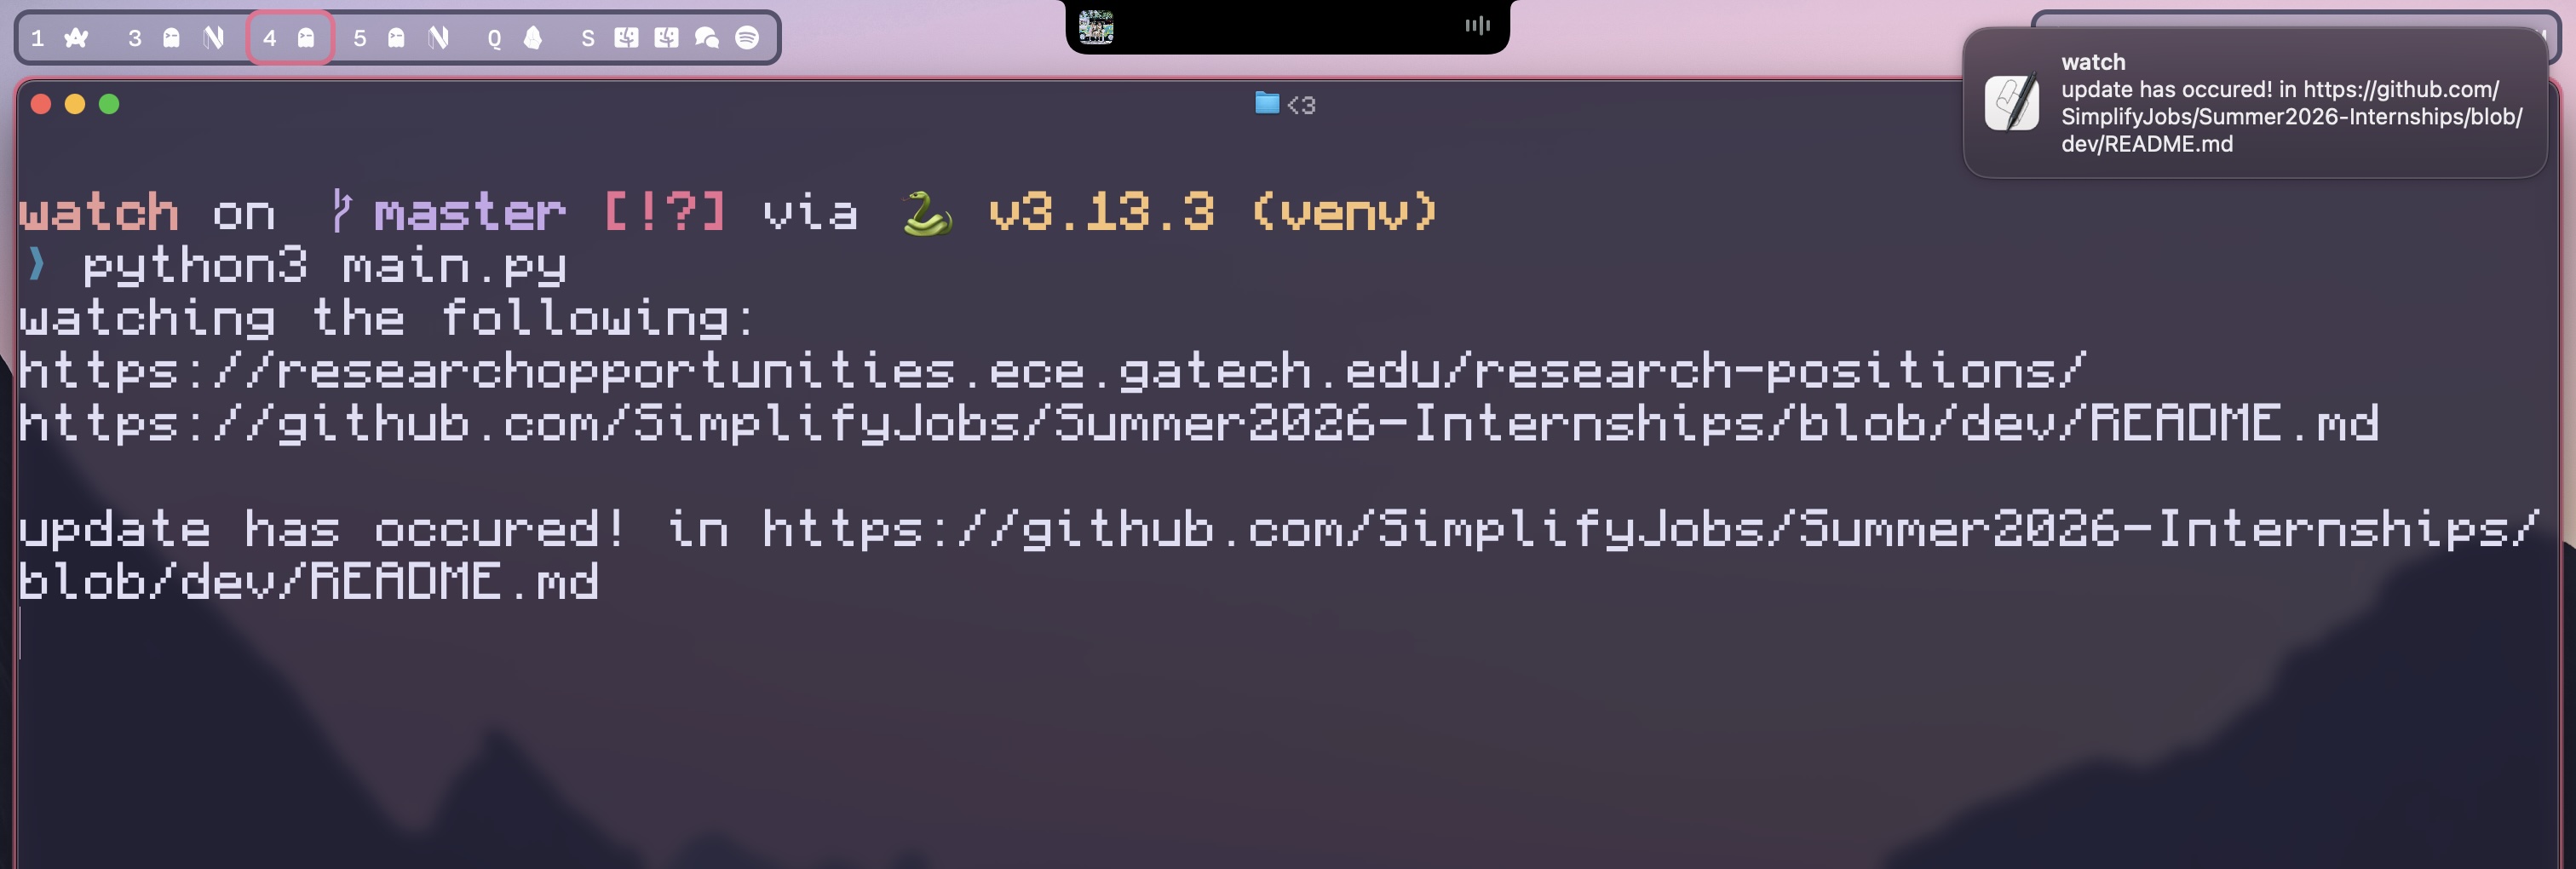 1 3 4 5 Q S
watch
update has occured! in https://github.com/
SimplifyJobs/Summer2026-Internships/blob/
dev/README.md
<3
watch on master [!?] via v3.13.3 (venv)
❯ python3 main.py
watching the following:
https://researchopportunities.ece.gatech.edu/research-positions/
https://github.com/SimplifyJobs/Summer2026-Internships/blob/dev/README.md
update has occured! in https://github.com/SimplifyJobs/Summer2026-Internships/
blob/dev/README.md